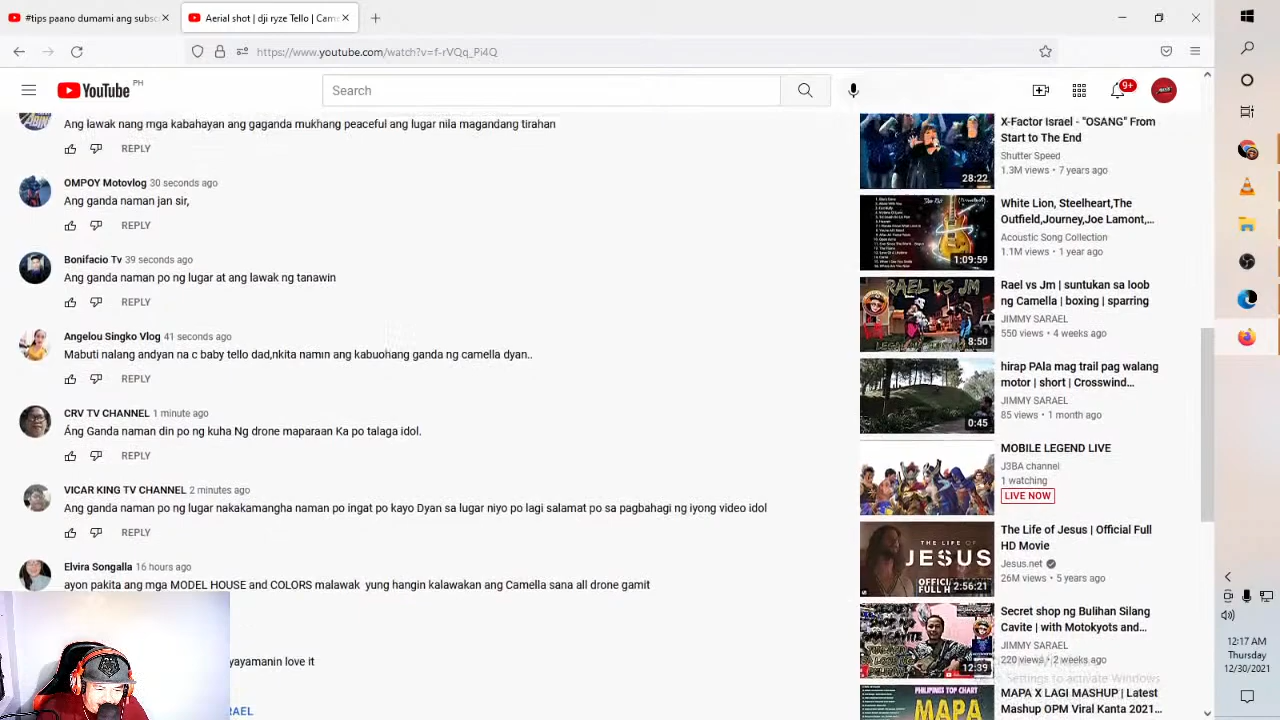 #tips paano dumami ang subs
Aerial shot | dji ryze Tello | Came
https://www.youtube.com/watch?v=f-rVQq_Pi4Q
YouTube PH
Search
9+
Ang lawak nang mga kabahayan ang gaganda mukhang peaceful ang lugar nila magandang tirahan
REPLY
OMPOY Motovlog 30 seconds ago
Ang ganda naman jan sir,
REPLY
Bonifacio Tv 39 seconds ago
Ang ganda naman po ng lugar at ang lawak ng tanawin
REPLY
Angelou Singko Vlog 41 seconds ago
Mabuti nalang andyan na c baby tello daqmi na namin ang kabuohang ganda sa camella dyan..
REPLY
CRV TV CHANNEL 1 minute ago
Áng Ganda naman din po ng kuha Ng drone maparaan Ka po talaga idol.
REPLY
VICAR KING TV CHANNEL 2 minutes ago
Ang ganda naman po ng lugar nakakamangha naman po ingat po kayo Dyan sa lugar niyo po lagi salamat po sa pagbahagi ng iyong video idol
REPLY
Elvira Songalla 16 hours ago
ayon pakita ang mga MODEL HOUSE and COLORS malawak yung hangin kalawakan ang Camella sana all drone gamit
yayamanin love it
RAEL
28:22
X-Factor Israel - "OSANG" From
Start to The End
Shutter Speed
1.3M views • 7 years ago
1:09:59
White Lion, Steelheart,The
Outfield,Journey,Joe Lamont,...
Acoustic Song Collection
1.1M views • 1 year ago
RAEL VS JM
8:50
Rael vs Jm | suntukan sa loob
ng Camella | boxing | sparring
JIMMY SARAEL
550 views • 4 weeks ago
0:45
hirap PAla mag trail pag walang
motor | short | Crosswind...
JIMMY SARAEL
85 views • 1 month ago
MOBILE LEGEND LIVE
J3BA channel
1 watching
LIVE NOW
THE LIFE OF
JESUS
2:56:21
The Life of Jesus | Official Full
HD Movie
Jesus.net
26M views • 5 years ago
12:39
Secret shop ng Bulihan Silang
Cavite | with Motokyots and...
JIMMY SARAEL
220 views • 2 weeks ago
Settings to activate Windows
PHILIPPINES TOP CHART
MAPA
MASHUP | Latest
Mashup OPM Viral Kanta 2021...
12:17 AM
Thursday
12/30/2021